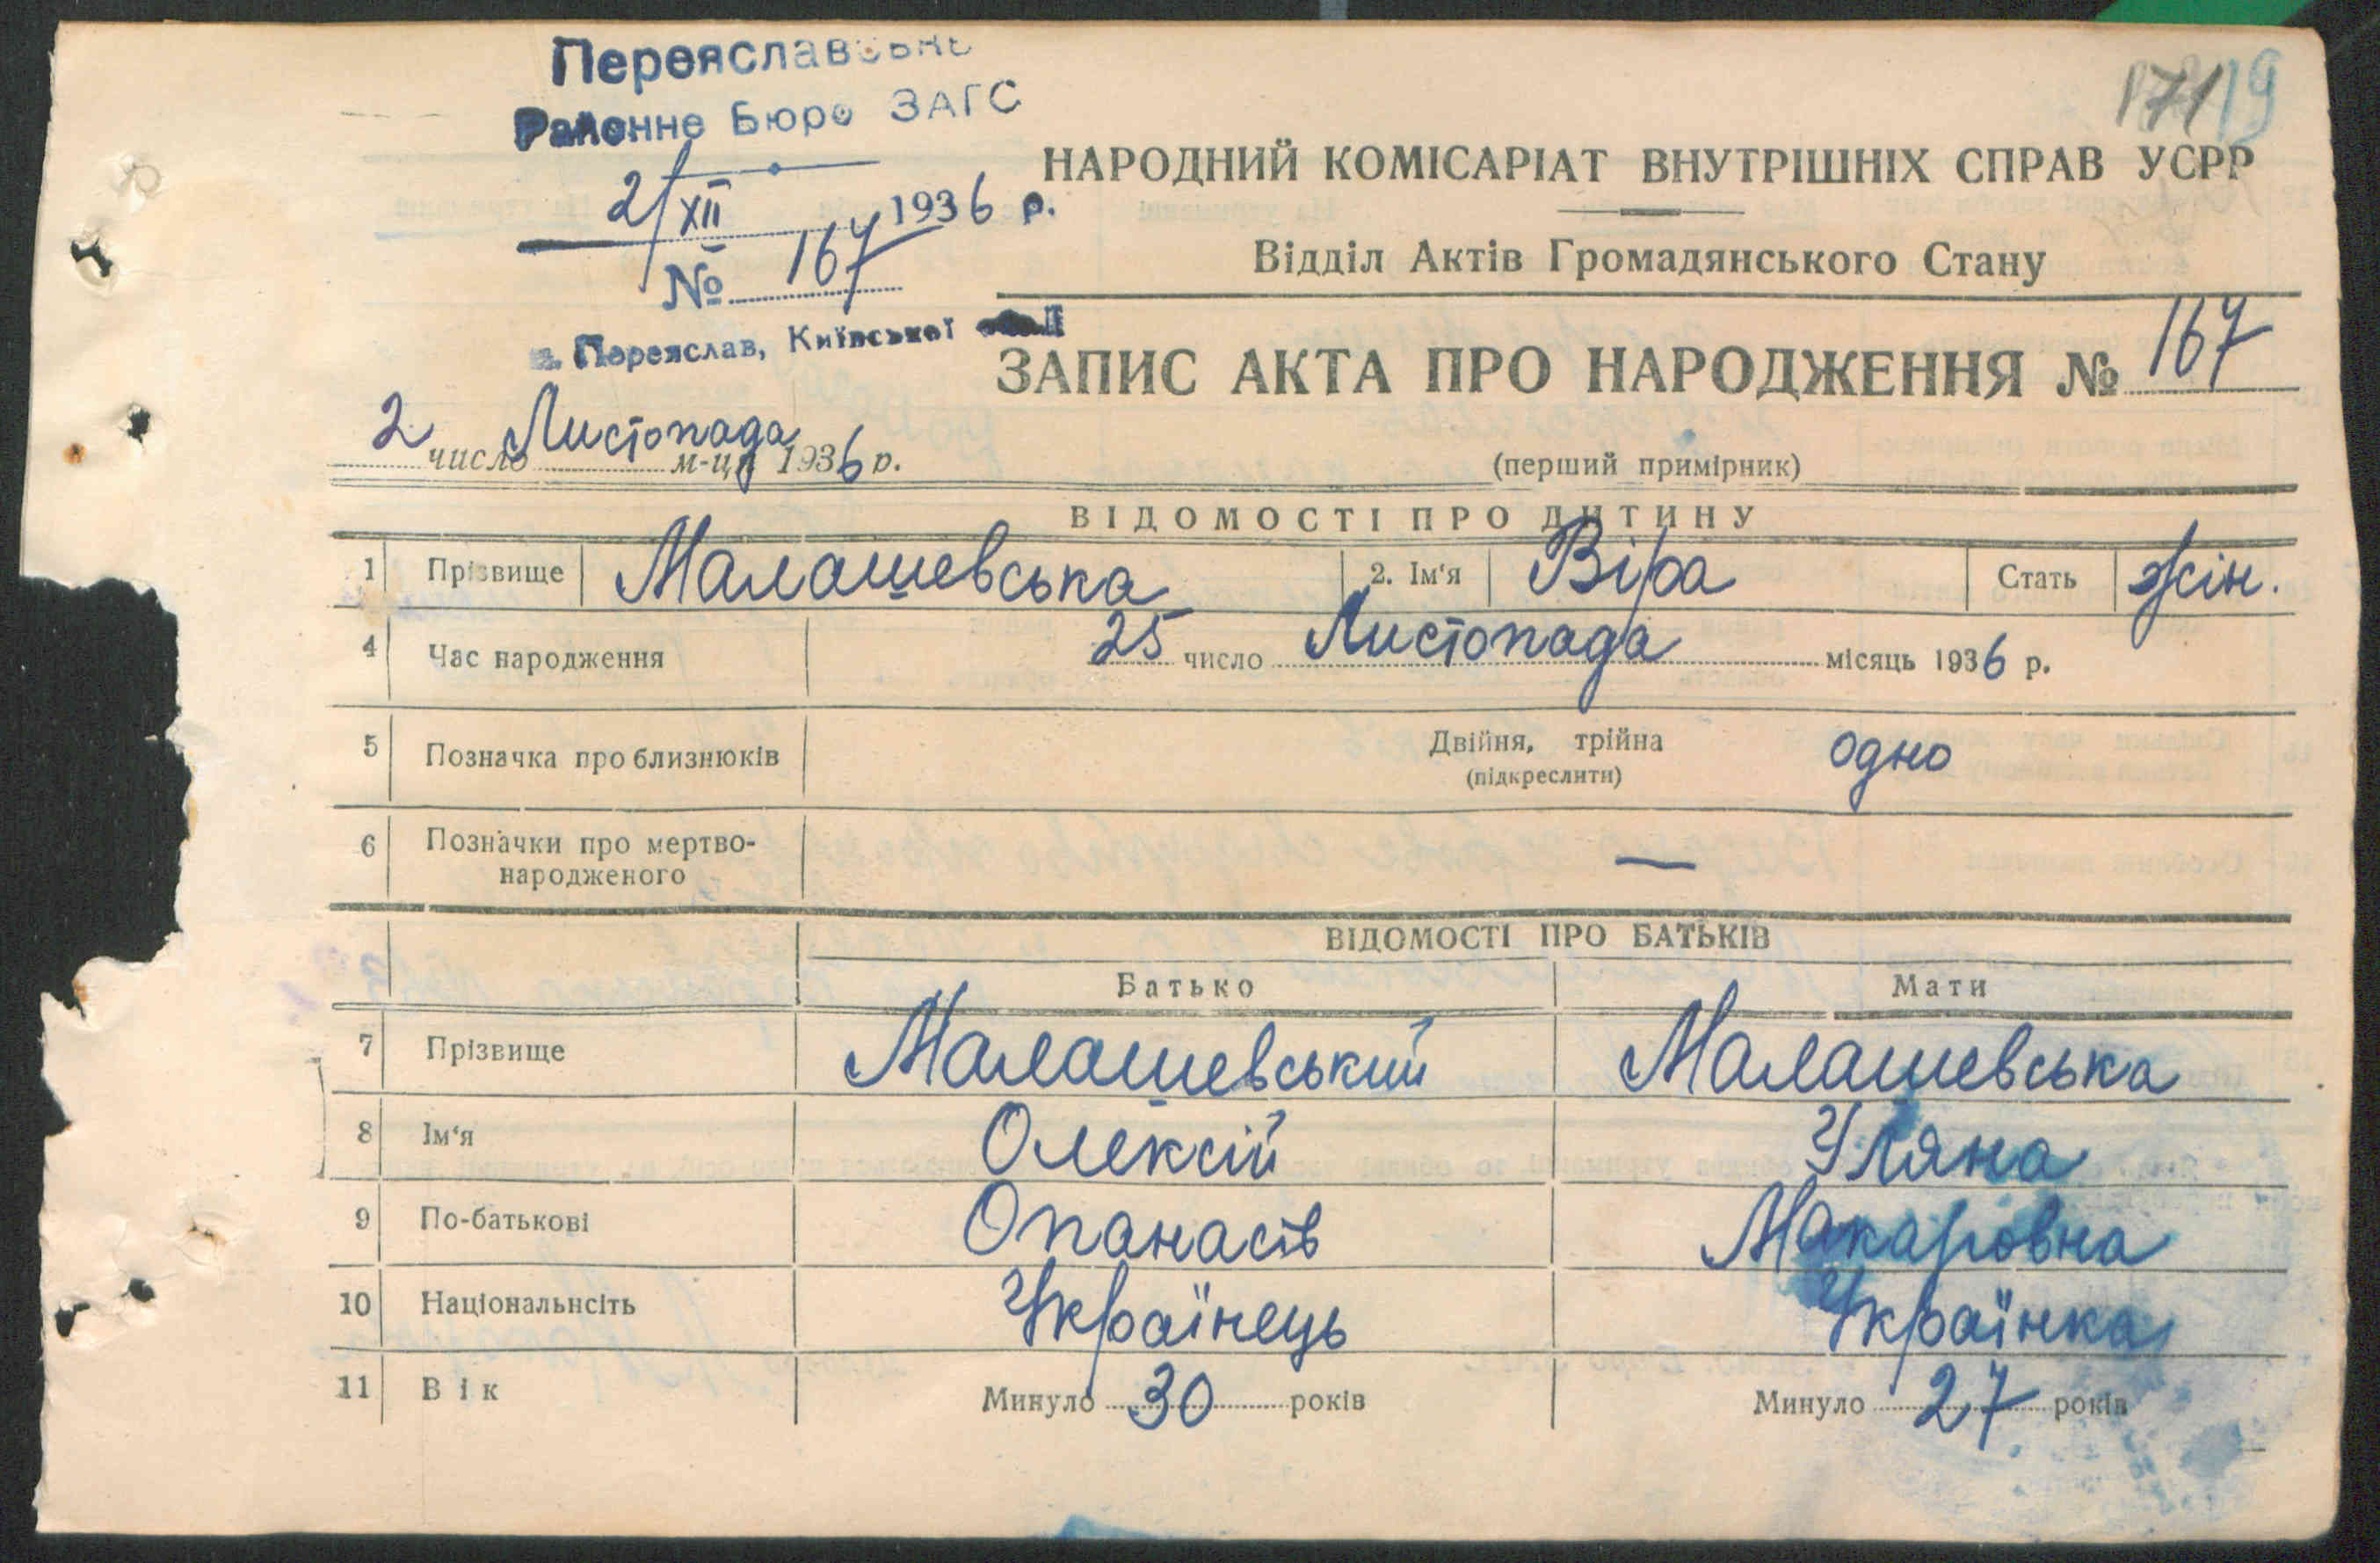 Переяславське
Районне Бюро ЗАГС
2/XII 1936 р.
№ 167
м. Переяслав, Київської
19
НАРОДНИЙ КОМІСАРІАТ ВНУТРІШНІХ СПРАВ УСРР
Відділ Актів Громадянського Стану
ЗАПИС АКТА ПРО НАРОДЖЕННЯ № 167
2 число Листопада м-ця 1936 р.
(перший примірник)
ВІДОМОСТІ ПРО ДИТИНУ
1 Прізвище Малашевська 2. Ім'я Віра Стать жін.
4 Час народження 25 число Листопада місяць 1936 р.
5 Позначка про близнюків Двійня, трійна одно
(підкреслити)
6 Позначки про мертво-
народженого —
ВІДОМОСТІ ПРО БАТЬКІВ
Батько Мати
7 Прізвище Малашевський Малашевська
8 Ім'я Олексій Уляна
9 По-батькові Опанасів Макаровна
10 Національнсіть Українець Українка
11 Вік Минуло 30 років Минуло 27 років